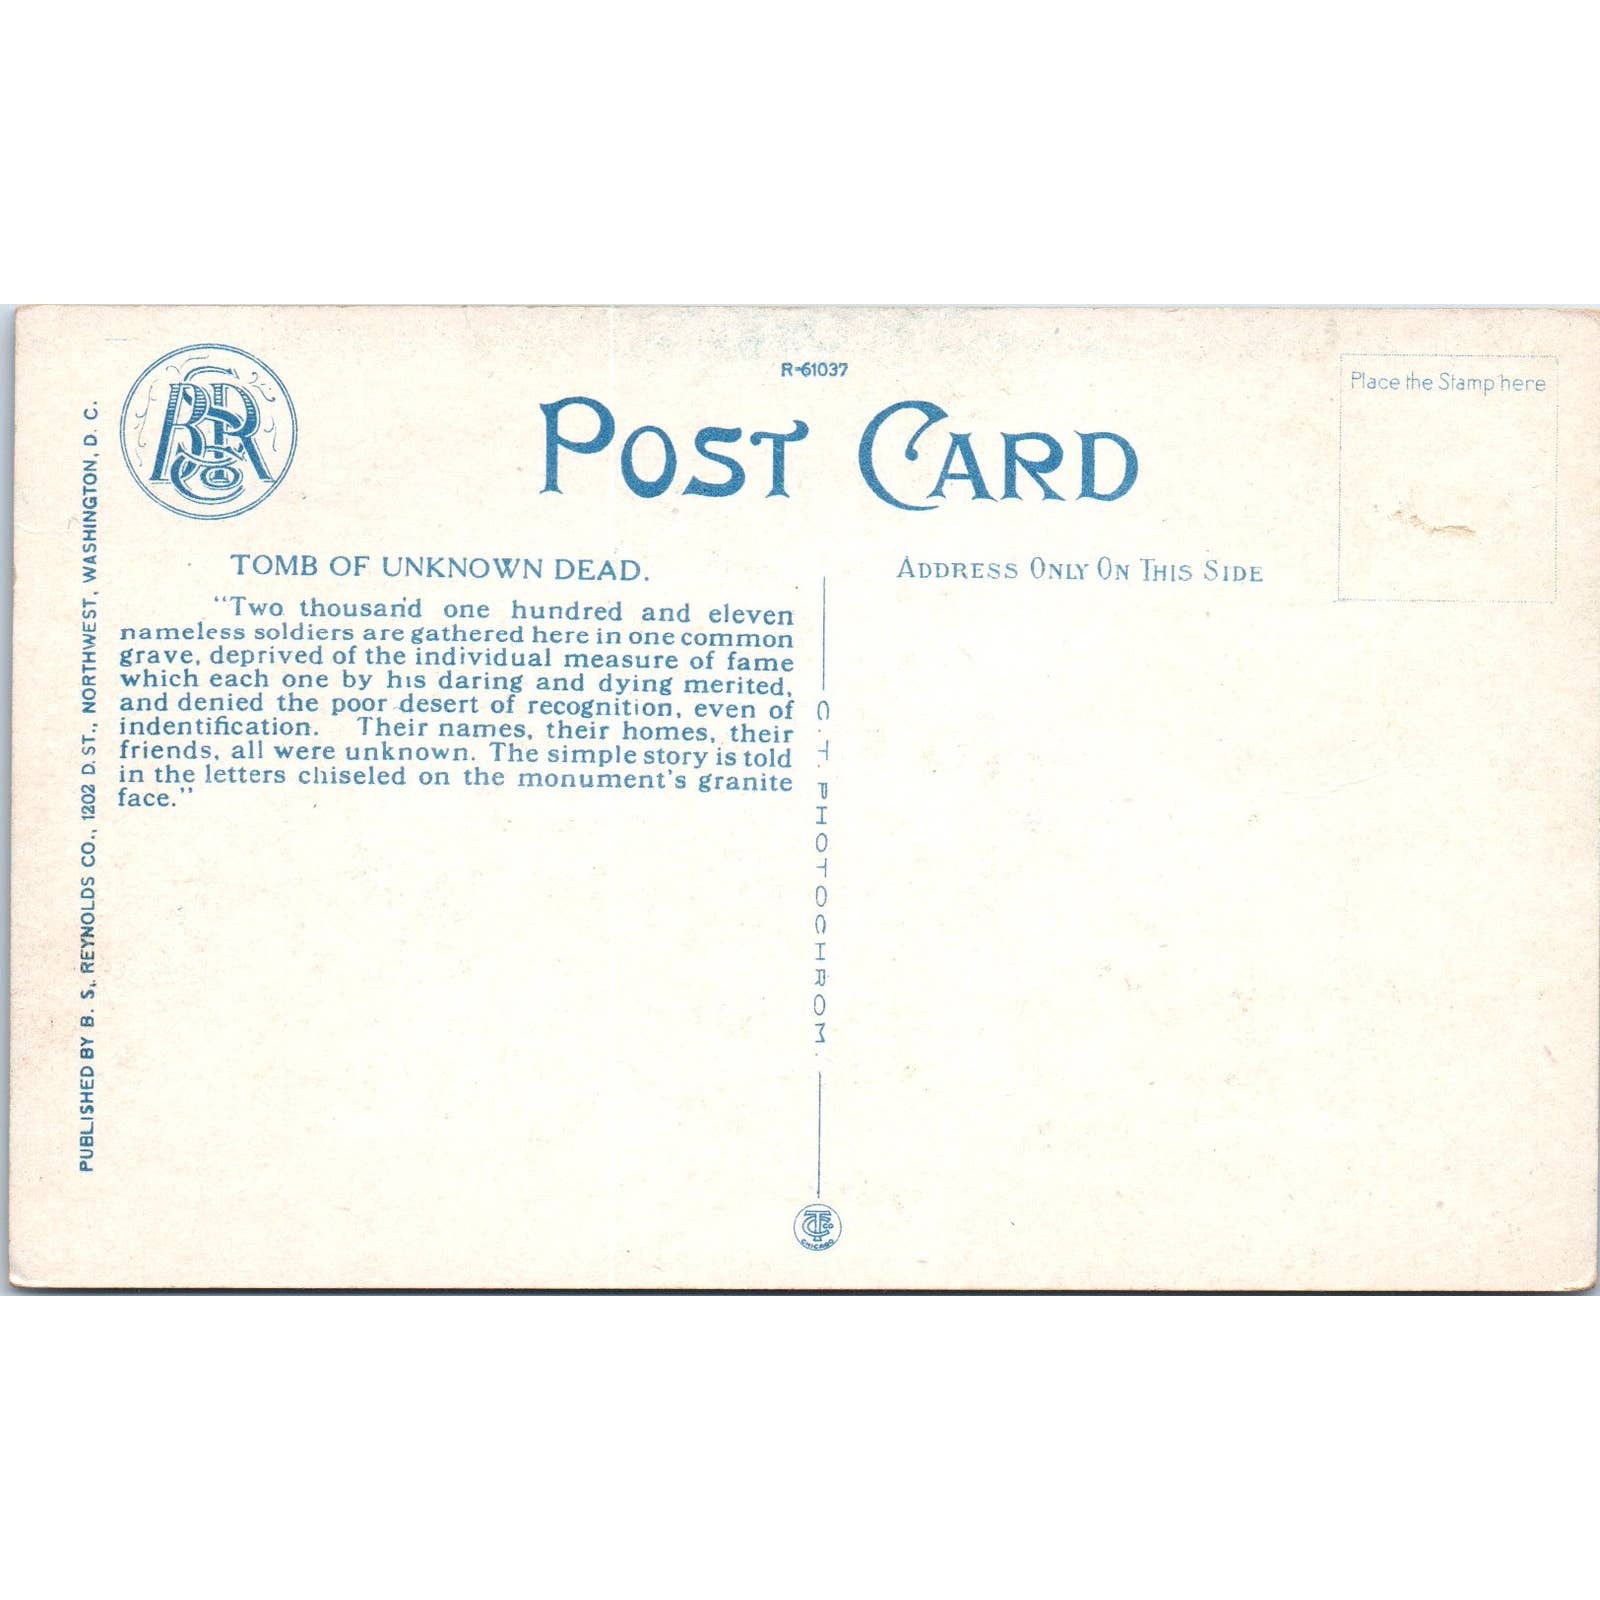 R-61037
POST CARD
Place the Stamp here
BSRCo
PUBLISHED BY B. S. REYNOLDS CO., 1202 D. ST., NORTHWEST, WASHINGTON, D. C.
TOMB OF UNKNOWN DEAD.
"Two thousand one hundred and eleven
nameless soldiers are gathered here in one common
grave, deprived of the individual measure of fame
which each one by his daring and dying merited,
and denied the poor desert of recognition, even of
indentification. Their names, their homes, their
friends, all were unknown. The simple story is told
in the letters chiseled on the monument's granite
face."
C. T. PHOTOCHROM.
ADDRESS ONLY ON THIS SIDE
CTCO
CHICAGO